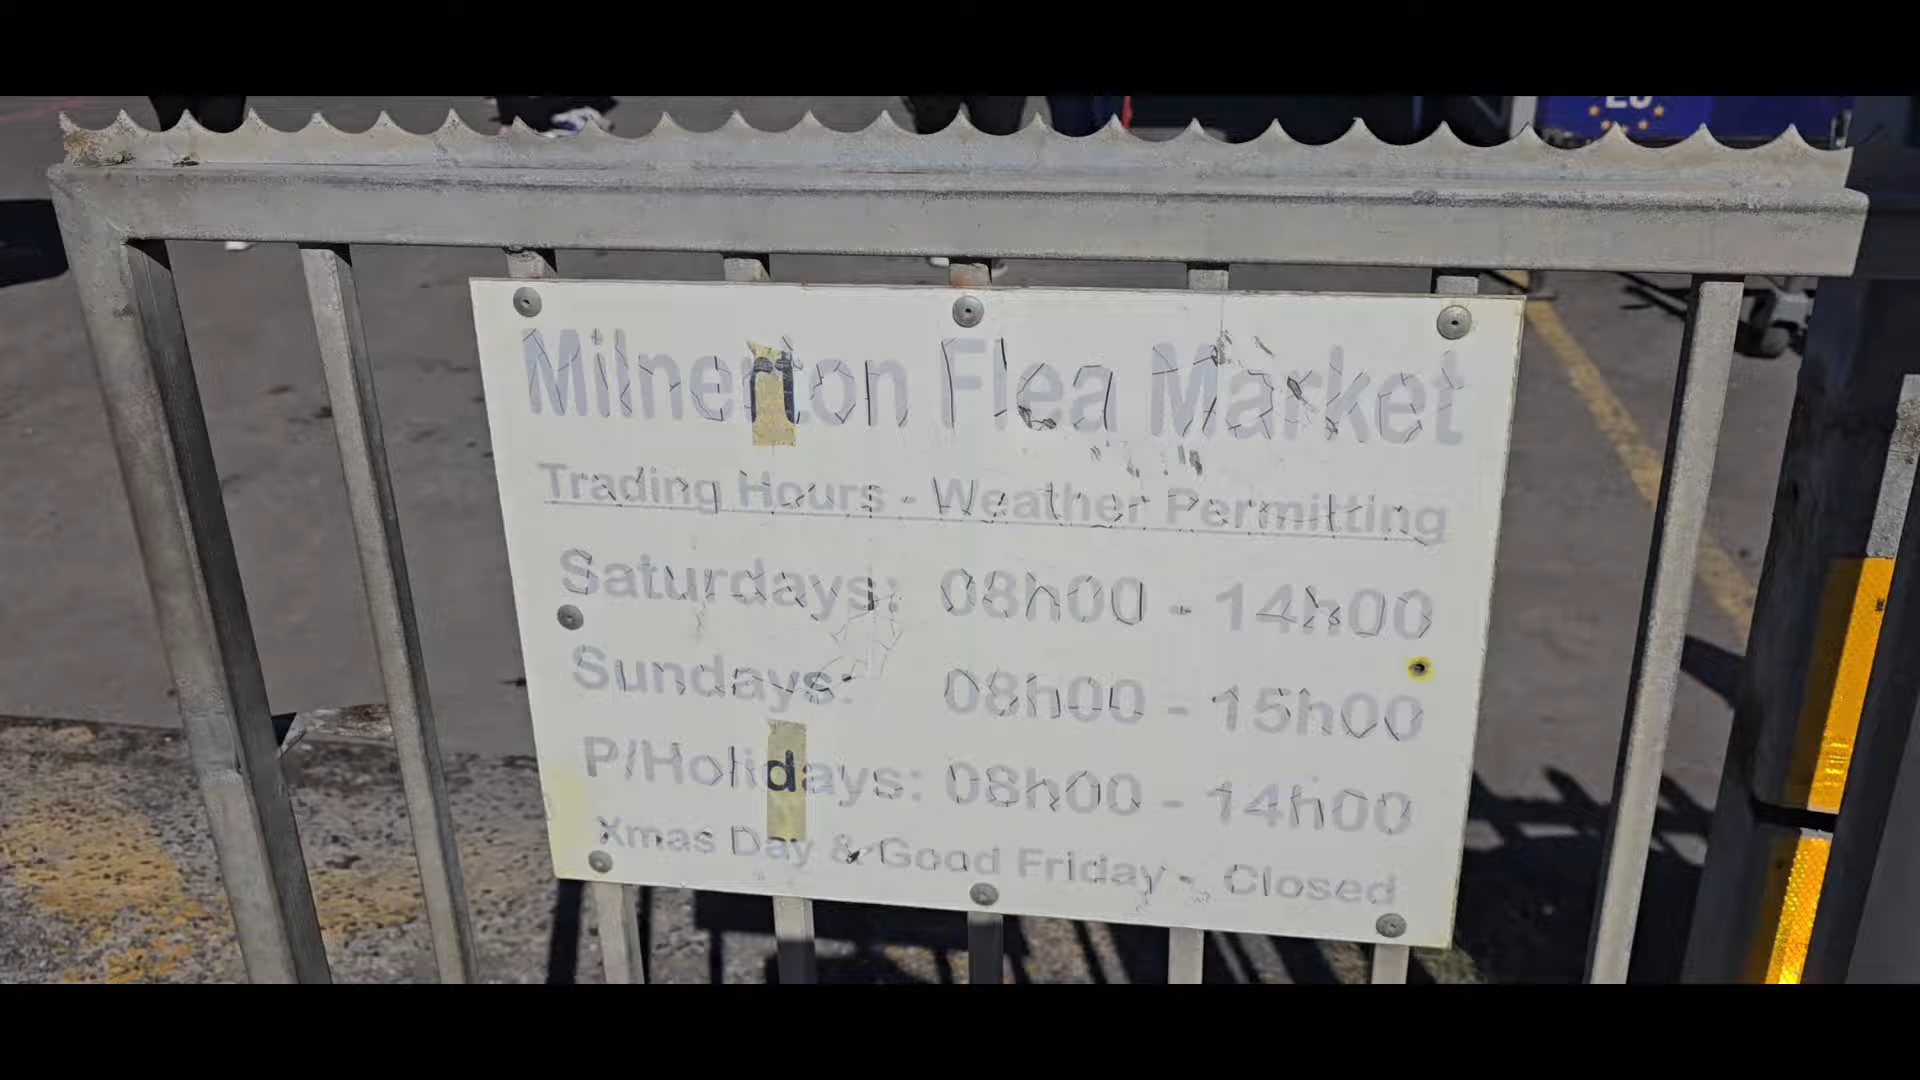 EU
Milnerton Flea Market
Trading Hours - Weather Permitting
Saturdays: 08h00 - 14h00
Sundays: 08h00 - 15h00
P/Holidays: 08h00 - 14h00
Xmas Day & Good Friday - Closed